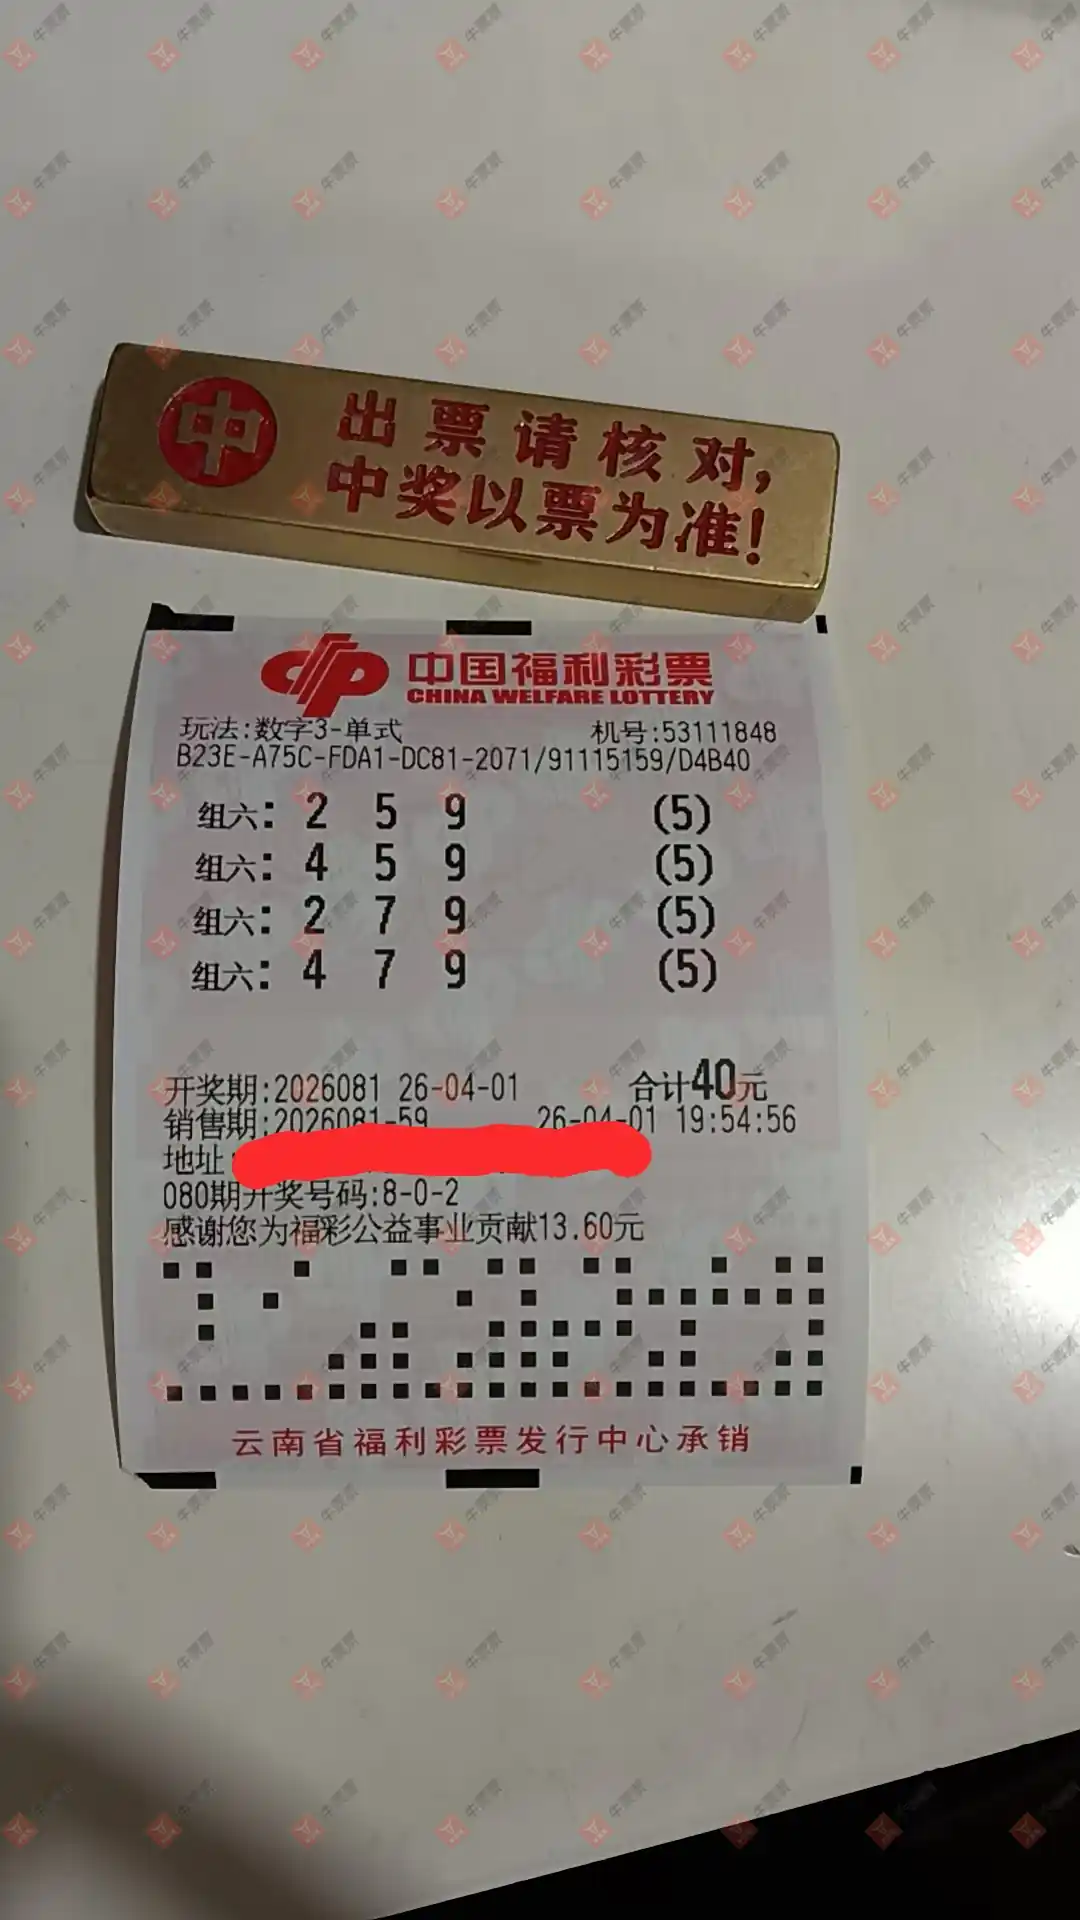 中
出票请核对，
中奖以票为准！
中国福利彩票
CHINA WELFARE LOTTERY
玩法:数字3-单式 机号:53111848
B23E-A75C-FDA1-DC81-2071/91115159/D4B40
组六: 2 5 9 (5)
组六: 4 5 9 (5)
组六: 2 7 9 (5)
组六: 4 7 9 (5)
开奖期:2026081 26-04-01 合计40元
销售期:2026081-59 26-04-01 19:54:56
地址
080期开奖号码:8-0-2
感谢您为福彩公益事业贡献13.60元
云南省福利彩票发行中心承销
牛票票